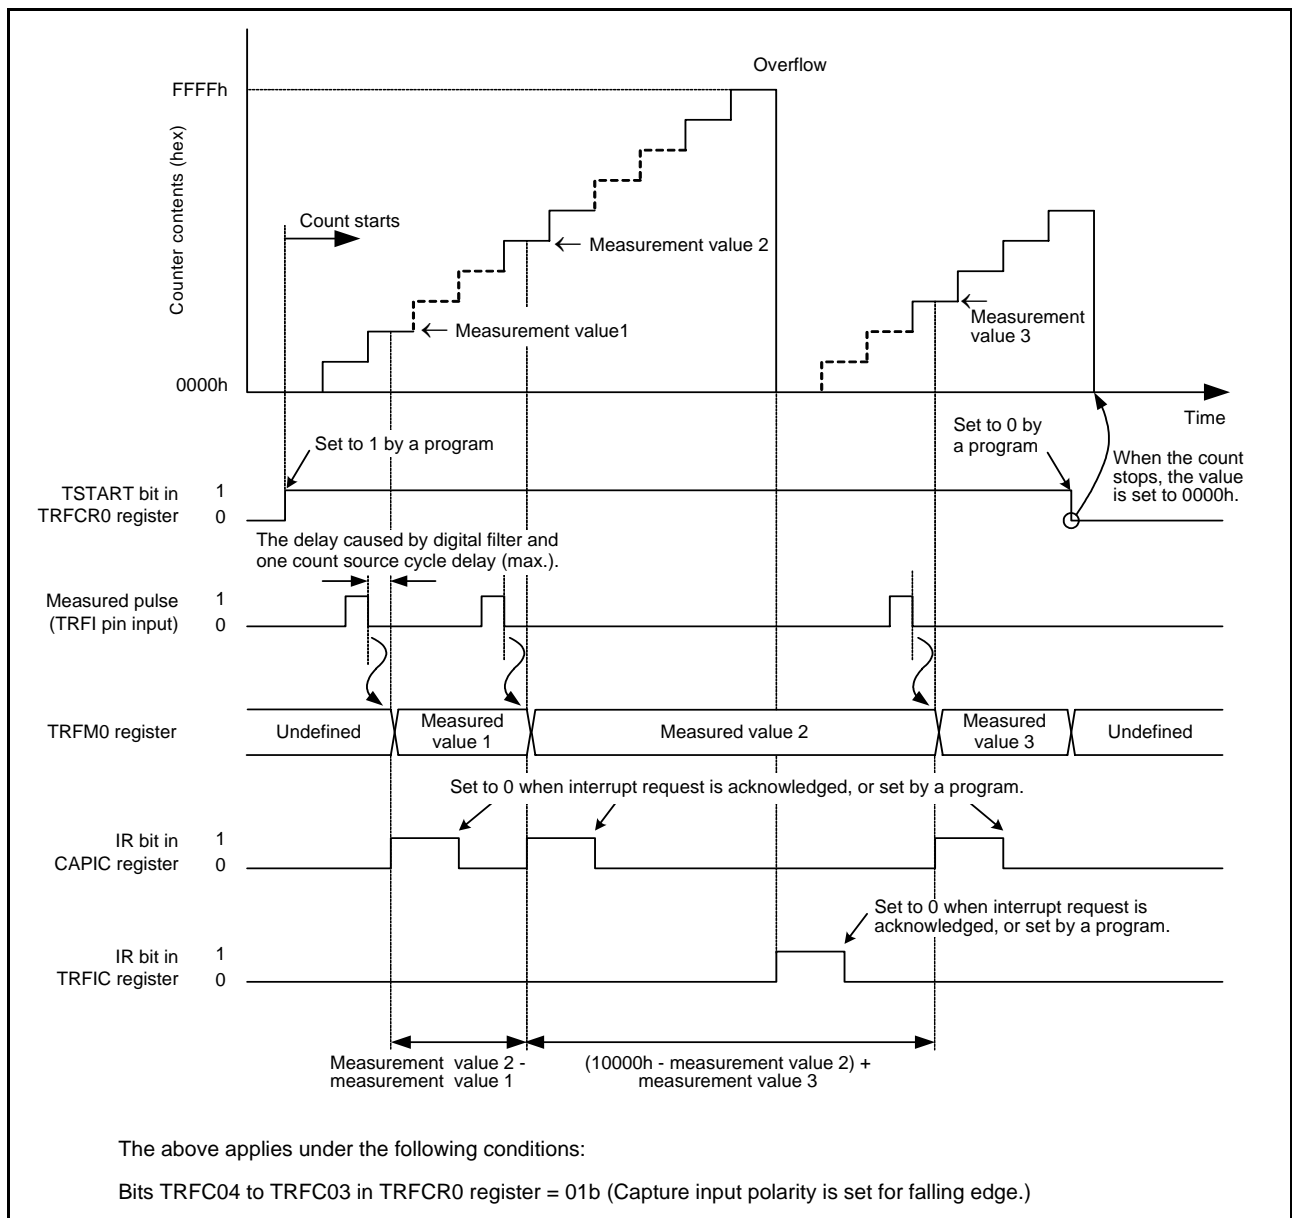 Overflow
FFFFh
Counter contents (hex)
Count starts
Measurement value 2
Measurement value1
Measurement
value 3
0000h
Time
Set to 1 by a program
Set to 0 by
a program
When the count
stops, the value
is set to 0000h.
TSTART bit in
TRFCR0 register
1
0
The delay caused by digital filter and
one count source cycle delay (max.).
Measured pulse
(TRFI pin input)
1
0
TRFM0 register
Undefined
Measured
value 1
Measured value 2
Measured
value 3
Undefined
Set to 0 when interrupt request is acknowledged, or set by a program.
IR bit in
CAPIC register
1
0
Set to 0 when interrupt request is
acknowledged, or set by a program.
IR bit in
TRFIC register
1
0
Measurement value 2 -
measurement value 1
(10000h - measurement value 2) +
measurement value 3
The above applies under the following conditions:
Bits TRFC04 to TRFC03 in TRFCR0 register = 01b (Capture input polarity is set for falling edge.)